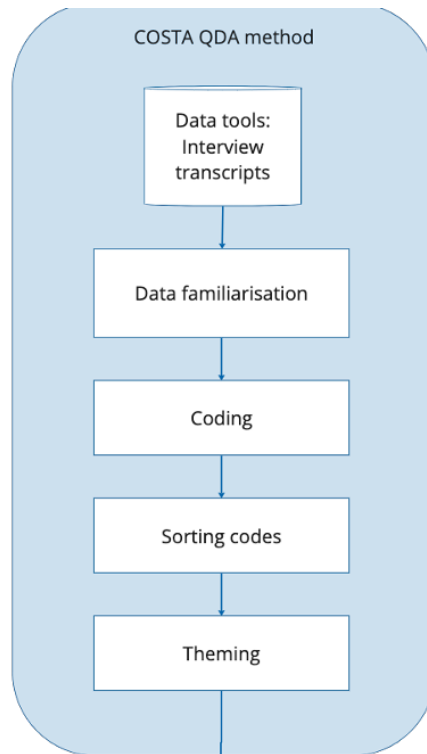 COSTA QDA method
Data tools:
Interview
transcripts
Data familiarisation
Coding
Sorting codes
Theming